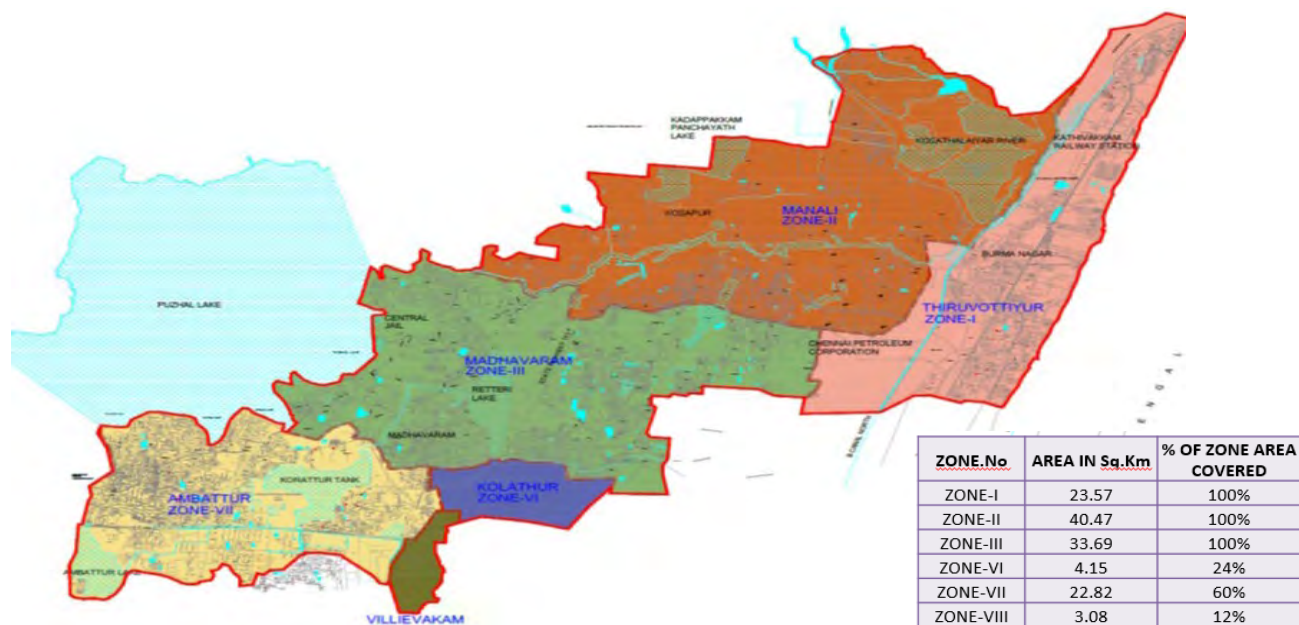 KADAPPAKKAM
PANCHAYATH
LAKE
KOSATHALAIYAR RIVER
KATHIVAKKAM
RAILWAY STATION
KOSAPUR
MANALI
ZONE-II
BURMA NAGAR
PUZHAL LAKE
THIRUVOTTIYUR
ZONE-I
CENTRAL
JAIL
CHENNAI PETROLEUM
CORPORATION
MADHAVARAM
ZONE-III
RETTERI
LAKE
MADHAVARAM
E N G A L
KORATTUR TANK
KOLATHUR
ZONE-VI
AMBATTUR
ZONE-VII
VILLIEVAKAM
ZONE.No AREA IN Sq.Km % OF ZONE AREA COVERED
ZONE-I 23.57 100%
ZONE-II 40.47 100%
ZONE-III 33.69 100%
ZONE-VI 4.15 24%
ZONE-VII 22.82 60%
ZONE-VIII 3.08 12%